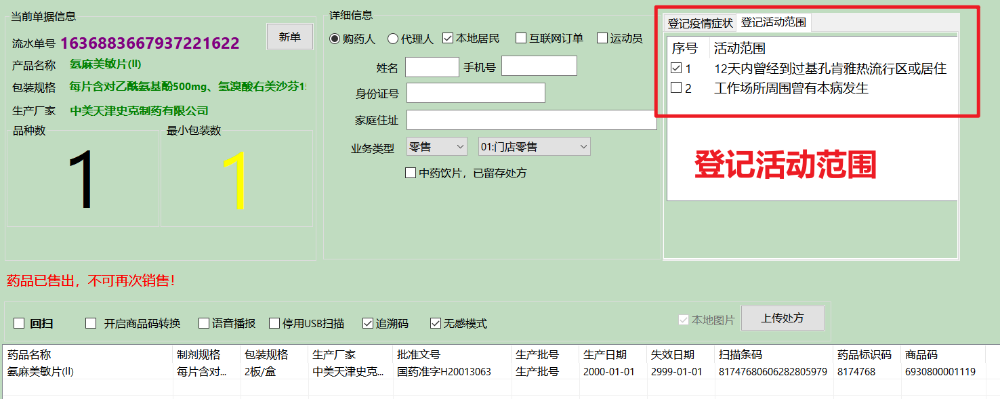 当前单据信息
流水单号 1636883667937221622 新单
产品名称 氨麻美敏片(II)
包装规格 每片含对乙酰氨基酚500mg、氢溴酸右美沙芬15
生产厂家 中美天津史克制药有限公司
品种数 最小包装数
1 1
详细信息
购药人 代理人 本地居民 互联网订单 运动员
姓名 手机号
身份证号
家庭住址
业务类型 零售 01:门店零售
中药饮片，已留存处方
登记疫情症状 登记活动范围
序号 活动范围
1 12天内曾经到过基孔肯雅热流行区或居住
2 工作场所周围曾有本病发生
登记活动范围
药品已售出，不可再次销售！
回扫 开启商品码转换 语音播报 停用USB扫描 追溯码 无感模式 本地图片 上传处方
药品名称 制剂规格 包装规格 生产厂家 批准文号 生产批号 生产日期 失效日期 扫描条码 药品标识码 商品码
氨麻美敏片(II) 每片含对... 2板/盒 中美天津史克... 国药准字H20013063 生产批号 2000-01-01 2999-01-01 81747680606282805979 8174768 6930800001119